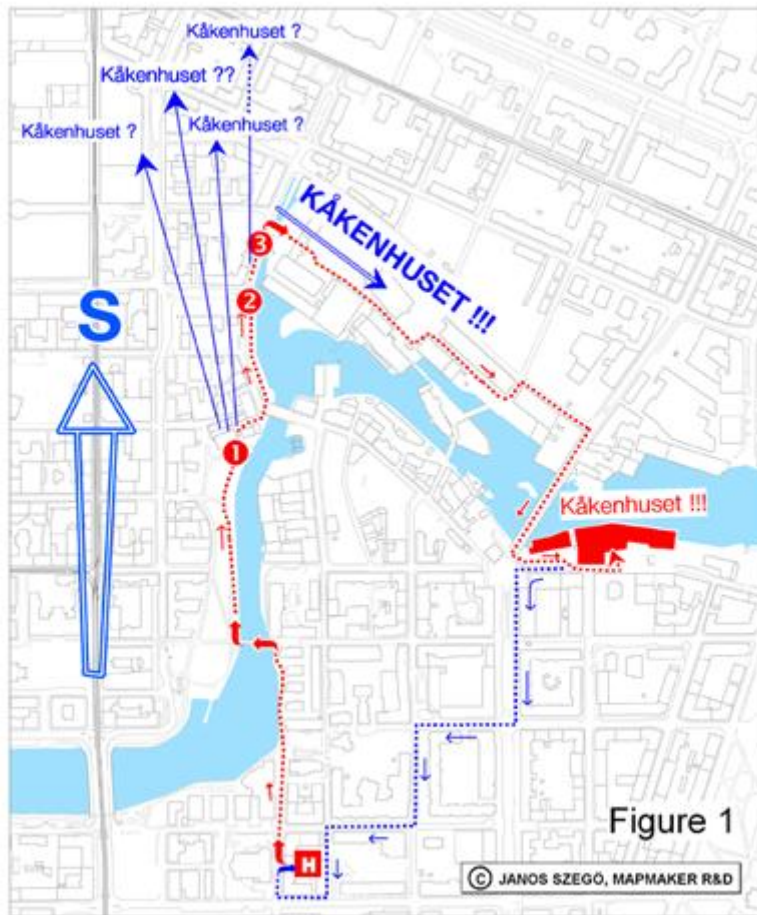 Kåkenhuset ?
Kåkenhuset ??
Kåkenhuset ?
Kåkenhuset ?
KÅKENHUSET !!!
3
2
S
1
Kåkenhuset !!!
H
Figure 1
© JANOS SZEGÖ, MAPMAKER R&D